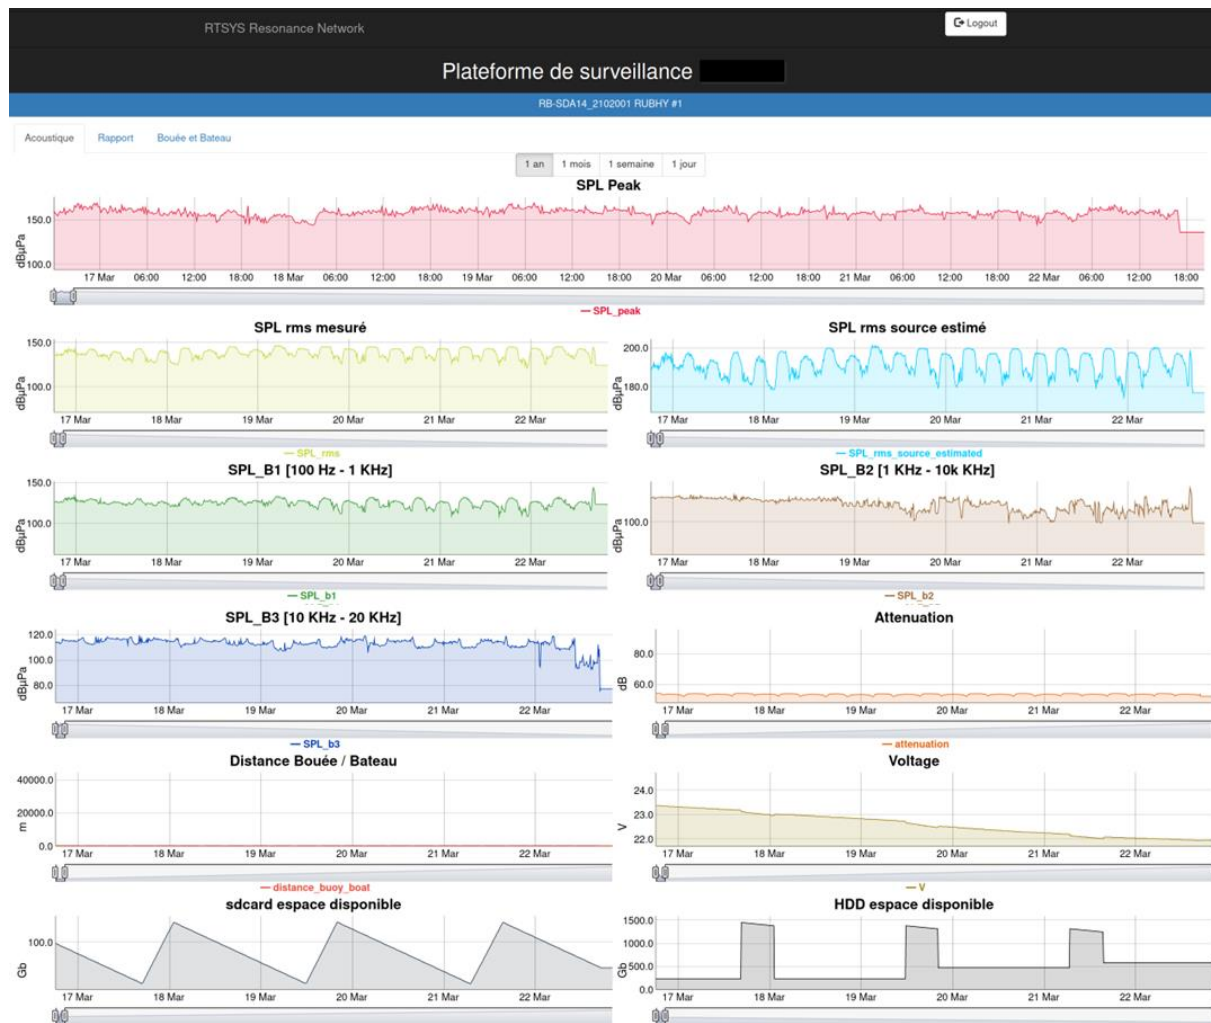 RTSYS Resonance Network
Logout
Plateforme de surveillance
RB-SDA14_2102001 RUBHY #1
Acoustique Rapport Bouée et Bateau
1 an 1 mois 1 semaine 1 jour
SPL Peak
150.0
100.0
dBµPa
17 Mar 06:00 12:00 18:00 18 Mar 06:00 12:00 18:00 19 Mar 06:00 12:00 18:00 20 Mar 06:00 12:00 18:00 21 Mar 06:00 12:00 18:00 22 Mar 06:00 12:00 18:00
SPL_peak
SPL rms mesuré
150.0
100.0
dBµPa
17 Mar 18 Mar 19 Mar 20 Mar 21 Mar 22 Mar
SPL_rms
SPL rms source estimé
200.0
180.0
dBµPa
17 Mar 18 Mar 19 Mar 20 Mar 21 Mar 22 Mar
SPL_rms_source_estimated
SPL_B1 [100 Hz - 1 KHz]
150.0
100.0
dBµPa
17 Mar 18 Mar 19 Mar 20 Mar 21 Mar 22 Mar
SPL_b1
SPL_B2 [1 KHz - 10k KHz]
100.0
dBµPa
17 Mar 18 Mar 19 Mar 20 Mar 21 Mar 22 Mar
SPL_b2
SPL_B3 [10 KHz - 20 KHz]
120.0
100.0
80.0
dBµPa
17 Mar 18 Mar 19 Mar 20 Mar 21 Mar 22 Mar
SPL_b3
Attenuation
80.0
60.0
dB
17 Mar 18 Mar 19 Mar 20 Mar 21 Mar 22 Mar
attenuation
Distance Bouée / Bateau
40000.0
20000.0
0.0
m
17 Mar 18 Mar 19 Mar 20 Mar 21 Mar 22 Mar
distance_buoy_boat
Voltage
24.0
23.0
22.0
V
17 Mar 18 Mar 19 Mar 20 Mar 21 Mar 22 Mar
V
sdcard espace disponible
100.0
Gb
17 Mar 18 Mar 19 Mar 20 Mar 21 Mar 22 Mar
HDD espace disponible
1500.0
1000.0
500.0
0.0
Gb
17 Mar 18 Mar 19 Mar 20 Mar 21 Mar 22 Mar